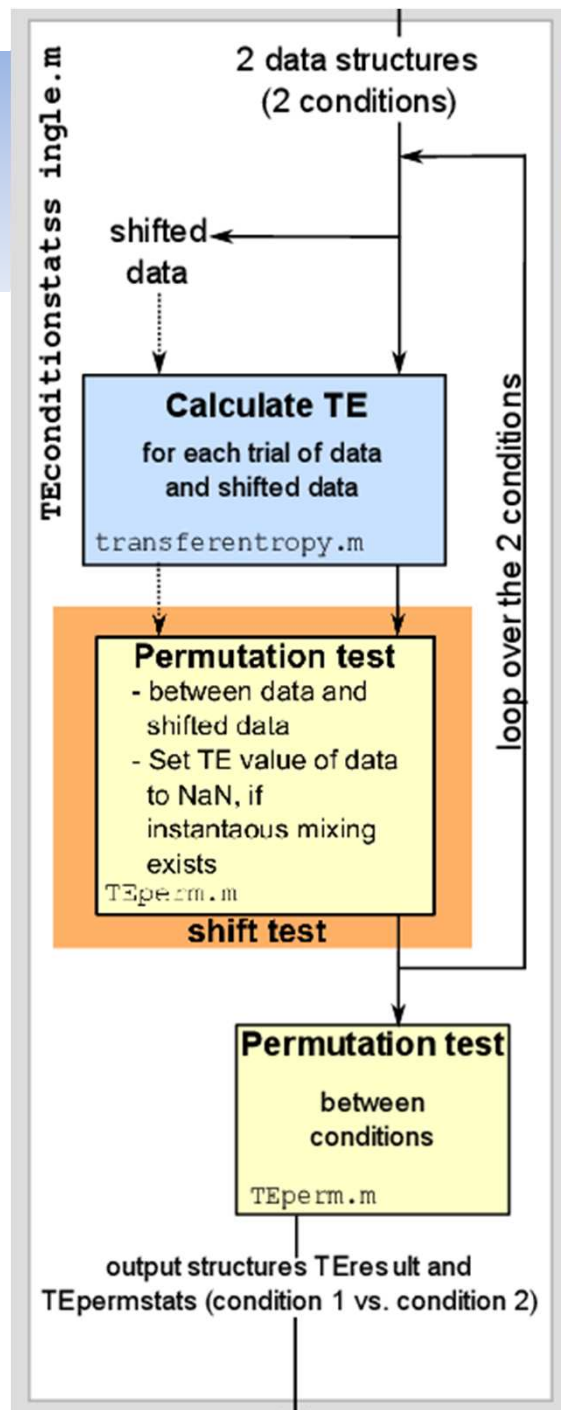 TEconditionstatss ingle.m
2 data structures
(2 conditions)
shifted
data
Calculate TE
for each trial of data
and shifted data
transferentropy.m
loop over the 2 conditions
Permutation test
- between data and
shifted data
- Set TE value of data
to NaN, if
instantaous mixing
exists
TEperm.m
shift test
Permutation test
between
conditions
TEperm.m
output structures TEresult and
TEpermstats (condition 1 vs. condition 2)